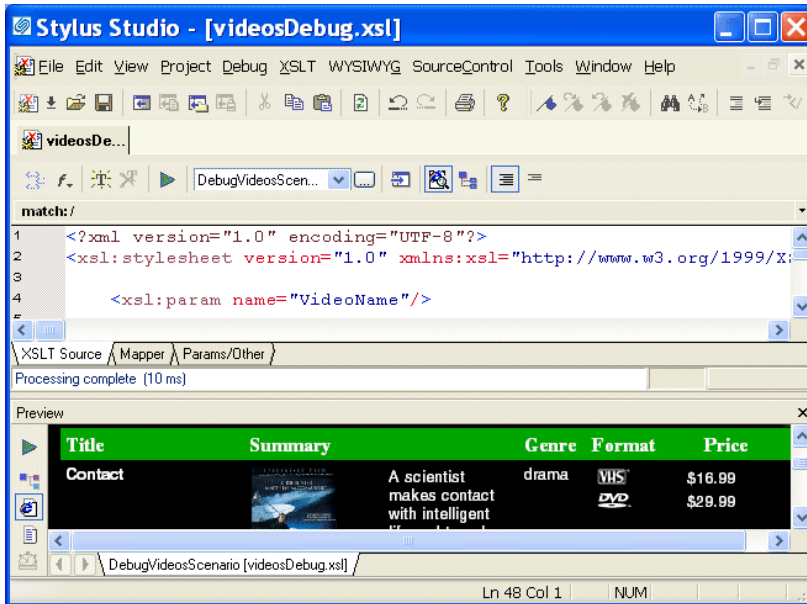 Stylus Studio - [videosDebug.xsl]
File Edit View Project Debug XSLT WYSIWYG SourceControl Tools Window Help
videosDe...
DebugVideosScen...
match:/
1 <?xml version="1.0" encoding="UTF-8"?>
2 <xsl:stylesheet version="1.0" xmlns:xsl="http://www.w3.org/1999/X
3
4 <xsl:param name="VideoName"/>
XSLT Source Mapper Params/Other
Processing complete (10 ms)
Preview
Title Summary Genre Format Price
Contact A scientist drama VHS $16.99
makes contact DVD $29.99
with intelligent
DebugVideosScenario [videosDebug.xsl]
Ln 48 Col 1 NUM